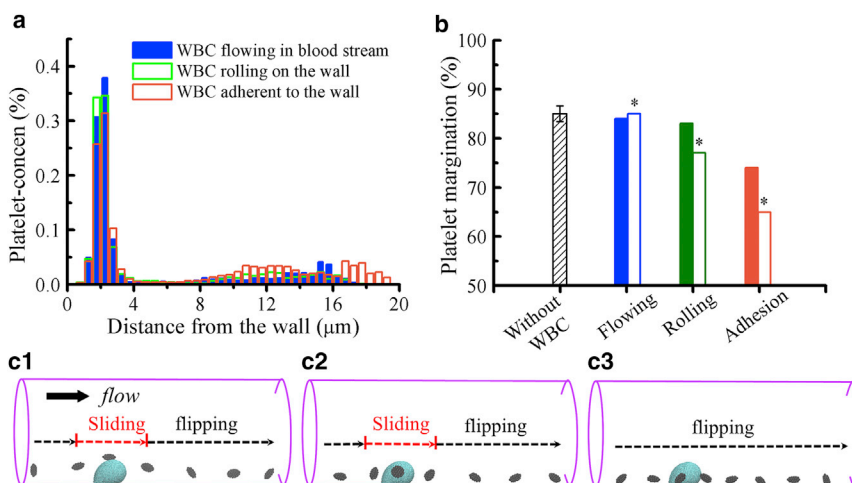 a
WBC flowing in blood stream
WBC rolling on the wall
WBC adherent to the wall
Platelet-concen (%)
0.4
0.3
0.2
0.1
0.0
0 4 8 12 16 20
Distance from the wall (μm)
b
Platelet margination (%)
100
90
80
70
60
50
*
*
*
Without WBC
Flowing
Rolling
Adhesion
c1
flow
Sliding flipping
c2
Sliding flipping
c3
flipping